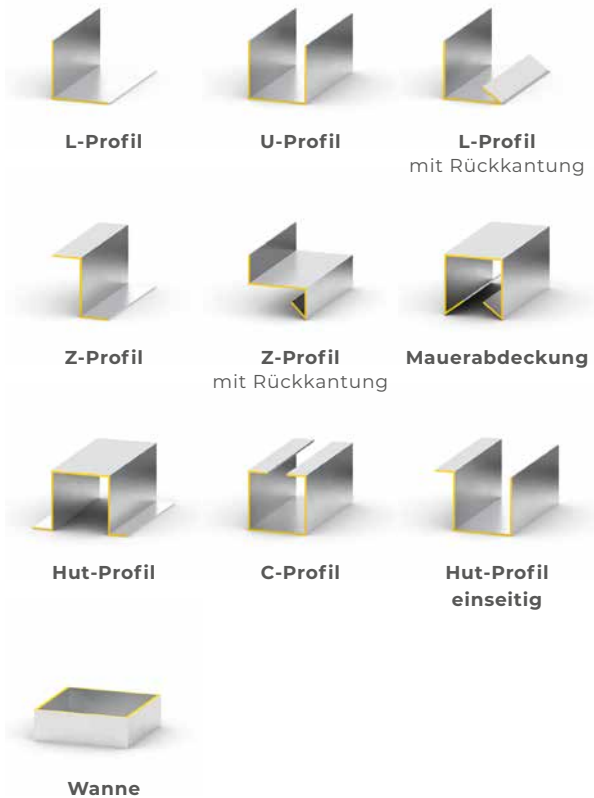 L-Profil
U-Profil
L-Profil
mit Rückkantung
Z-Profil
Z-Profil
mit Rückkantung
Mauerabdeckung
Hut-Profil
C-Profil
Hut-Profil
einseitig
Wanne